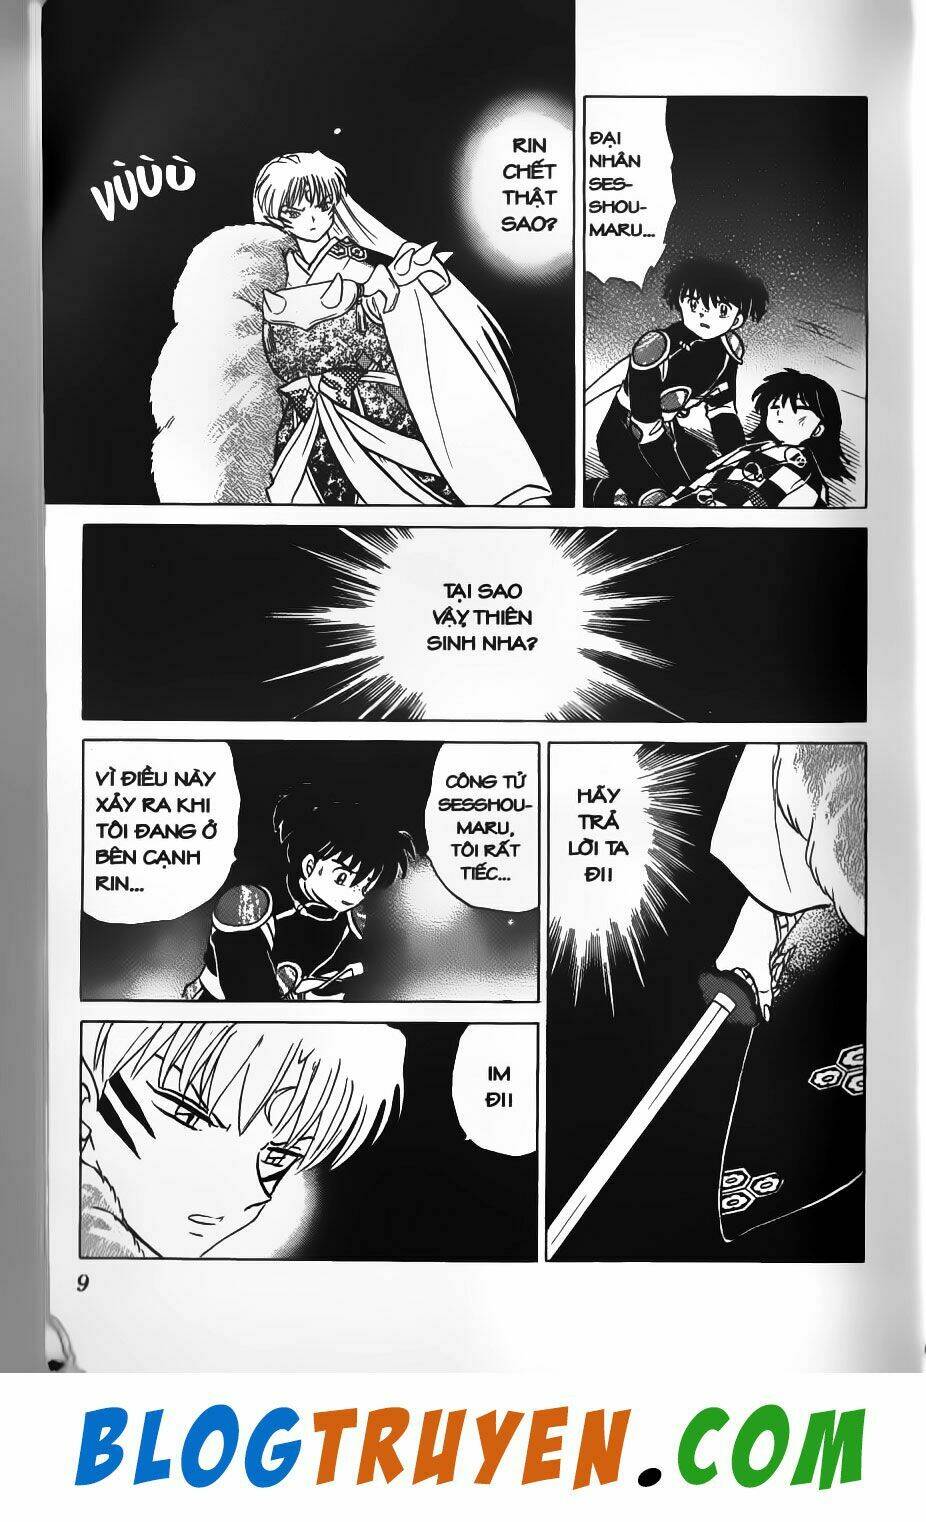 ĐẠI
NHÂN
SES-
SHOU-
MARU...
RIN
CHẾT
THẬT
SAO?
VÙÙÙ
TẠI SAO
VẬY, THIÊN
SINH NHA?
HÃY
TRẢ
LỜI TA
ĐI!
CÔNG TỬ
SESSHOU-
MARU,
TÔI RẤT
TIẾC...
VÌ ĐIỀU NÀY
XẢY RA KHI
TÔI ĐANG Ở
BÊN CẠNH
RIN...
IM
ĐI!
9
BLOGTRUYEN.COM